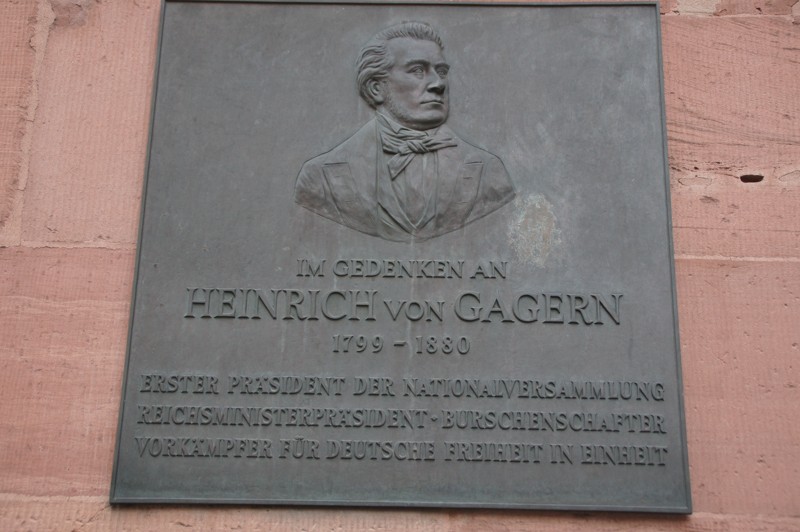 IM GEDENKEN AN
HEINRICH VON GAGERN
1799 - 1880
ERSTER PRÄSIDENT DER NATIONALVERSAMMLUNG
REICHSMINISTERPRÄSIDENT · BURSCHENSCHAFTER
VORKÄMPFER FÜR DEUTSCHE FREIHEIT IN EINHEIT